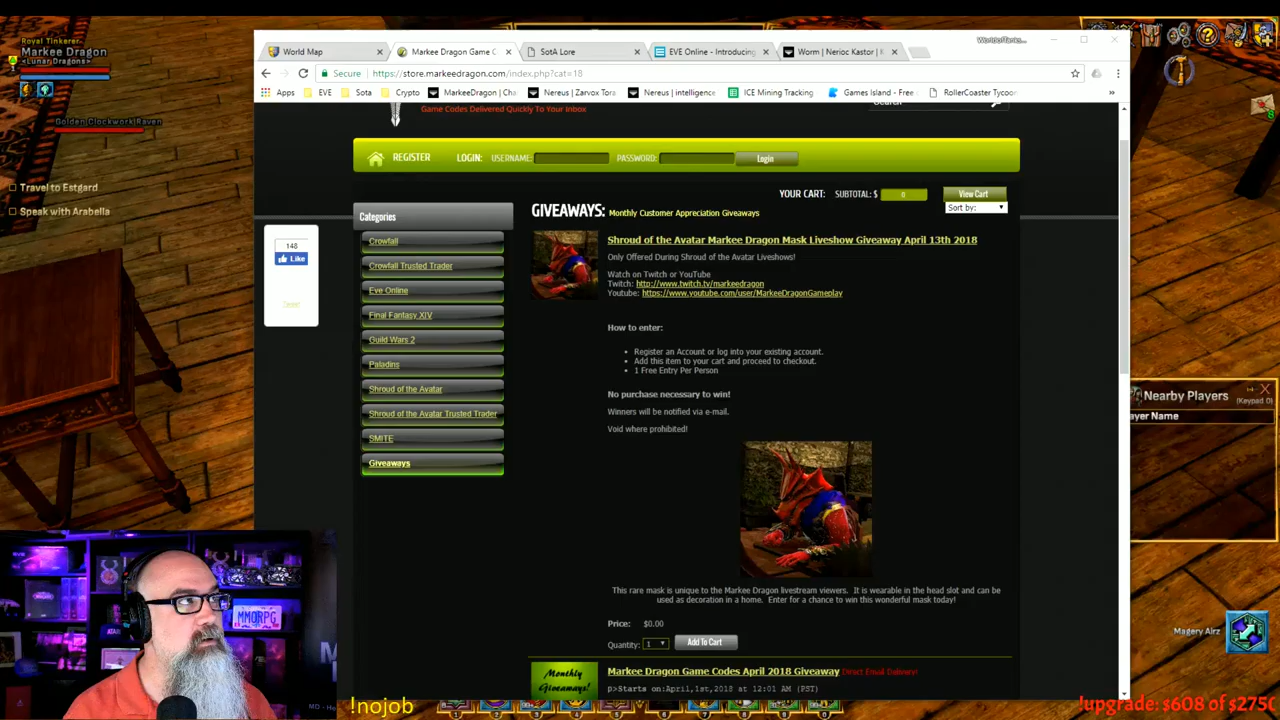 Royal Tinkerer
Markee Dragon
<Lunar Dragons>
Golden Clockwork Raven
Travel to Estgard
Speak with Arabella
World Map
Markee Dragon Game C
SotA Lore
EVE Online - Introducing
Worm | Nerioc Kastor |
Secure
https://store.markeedragon.com/index.php?cat=18
Apps
EVE
Sota
Crypto
MarkeeDragon | Cha
Nereus | Zarvox Tora
Nereus | intelligence
ICE Mining Tracking
Games Island - Free
RollerCoaster Tycoon
Game Codes Delivered Quickly To Your Inbox
Search
REGISTER
LOGIN:
USERNAME:
PASSWORD:
Login
YOUR CART:
SUBTOTAL: $
0
View Cart
Sort by:
Categories
Crowfall
Crowfall Trusted Trader
Eve Online
Final Fantasy XIV
Guild Wars 2
Paladins
Shroud of the Avatar
Shroud of the Avatar Trusted Trader
SMITE
Giveaways
148
Like
Tweet
GIVEAWAYS: Monthly Customer Appreciation Giveaways
Shroud of the Avatar Markee Dragon Mask Liveshow Giveaway April 13th 2018
Only Offered During Shroud of the Avatar Liveshows!
Watch on Twitch or YouTube
Twitch: http://www.twitch.tv/markeedragon
Youtube: https://www.youtube.com/user/MarkeeDragonGameplay
How to enter:
Register an Account or log into your existing account.
Add this item to your cart and proceed to checkout.
1 Free Entry Per Person
No purchase necessary to win!
Winners will be notified via e-mail.
Void where prohibited!
This rare mask is unique to the Markee Dragon livestream viewers. It is wearable in the head slot and can be
used as decoration in a home. Enter for a chance to win this wonderful mask today!
Price: $0.00
Quantity: 1
Add To Cart
Monthly
Giveaways!
Markee Dragon Game Codes April 2018 Giveaway Direct Email Delivery!
p>Starts on:April,1st,2018 at 12:01 AM (PST)
Nearby Players
(Keypad 0)
ayer Name
Magery Airz
MMORPG
ATARI
!nojob
!upgrade: $608 of $2750